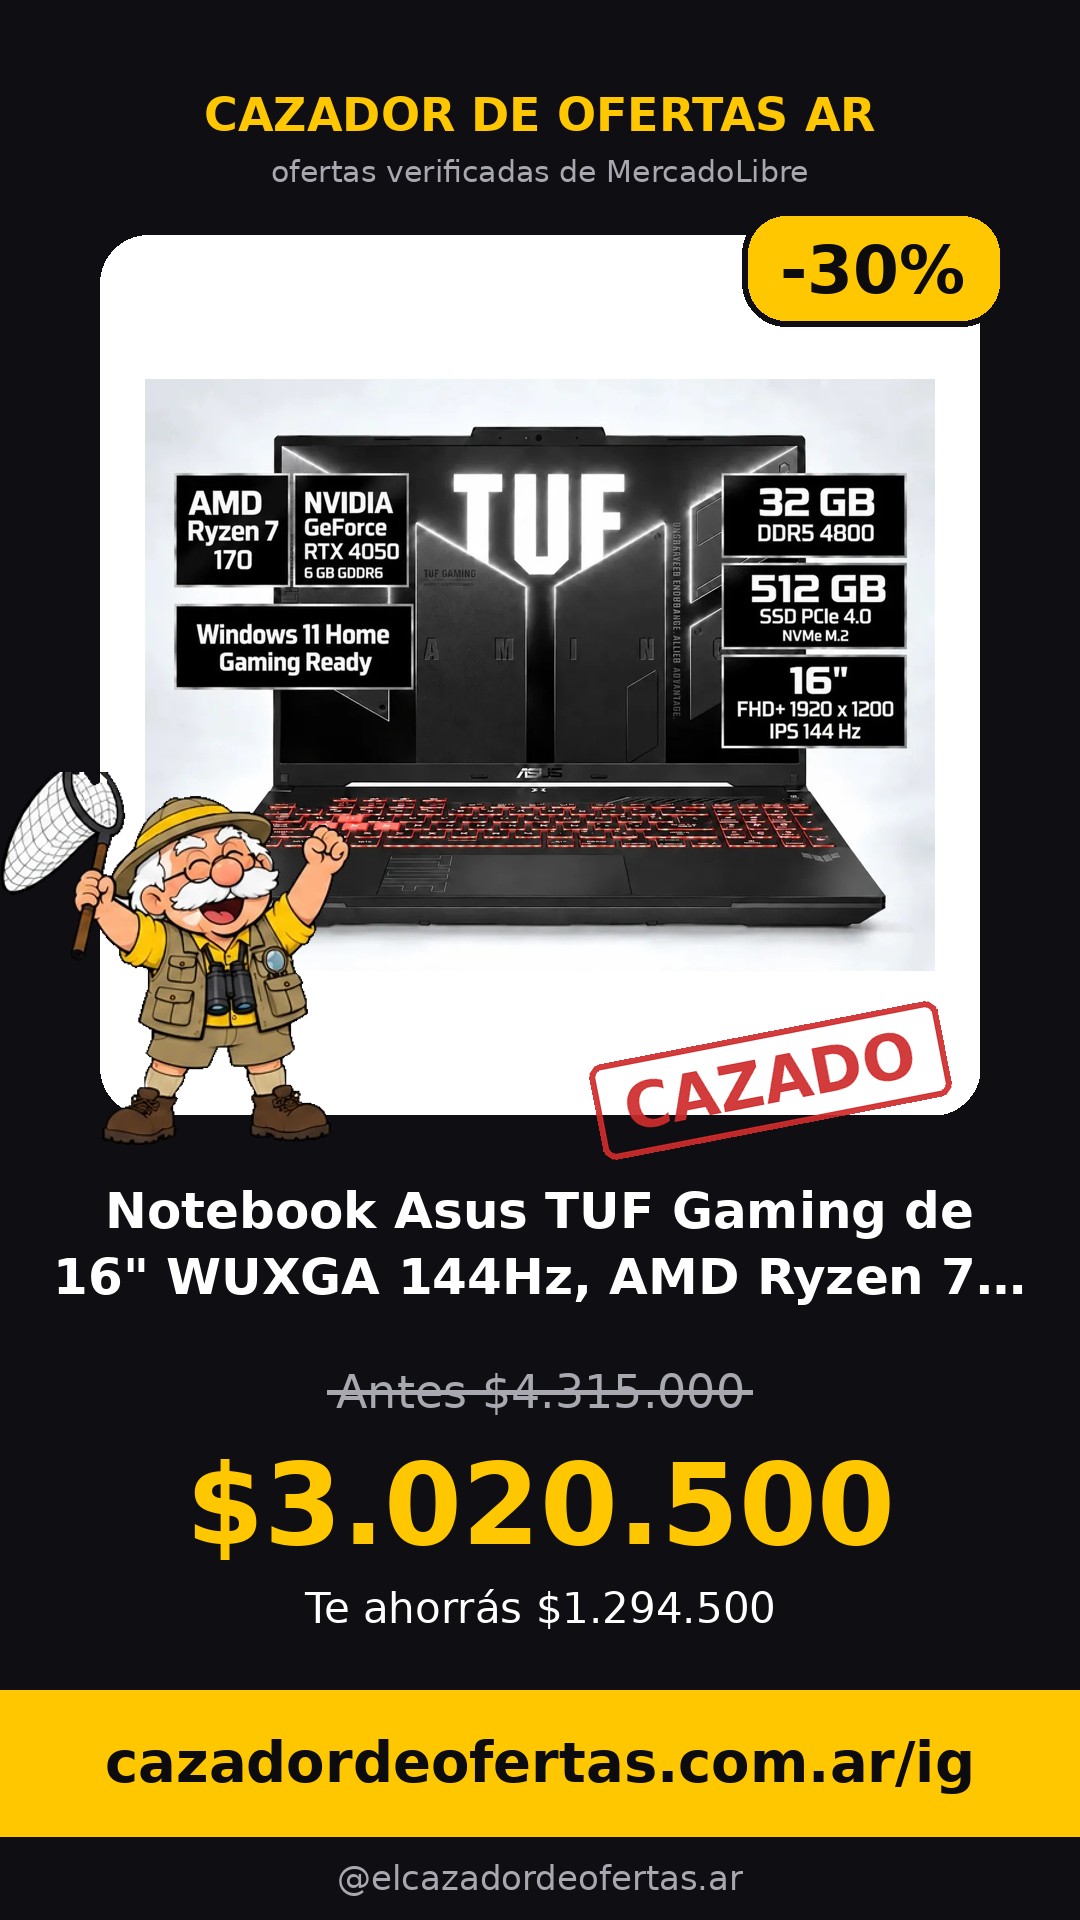 CAZADOR DE OFERTAS AR
ofertas verificadas de MercadoLibre
-30%
TUF
AMD
Ryzen 7
170
NVIDIA
GeForce
RTX 4050
6 GB GDDR6
Windows 11 Home
Gaming Ready
32 GB
DDR5 4800
512 GB
SSD PCIe 4.0
NVMe M.2
16"
FHD+ 1920 x 1200
IPS 144 Hz
TUF GAMING
A M I N G
ASUS
CAZADO
Notebook Asus TUF Gaming de
16" WUXGA 144Hz, AMD Ryzen 7...
Antes $4.315.000
$3.020.500
Te ahorrás $1.294.500
cazadordeofertas.com.ar/ig
@elcazadordeofertas.ar